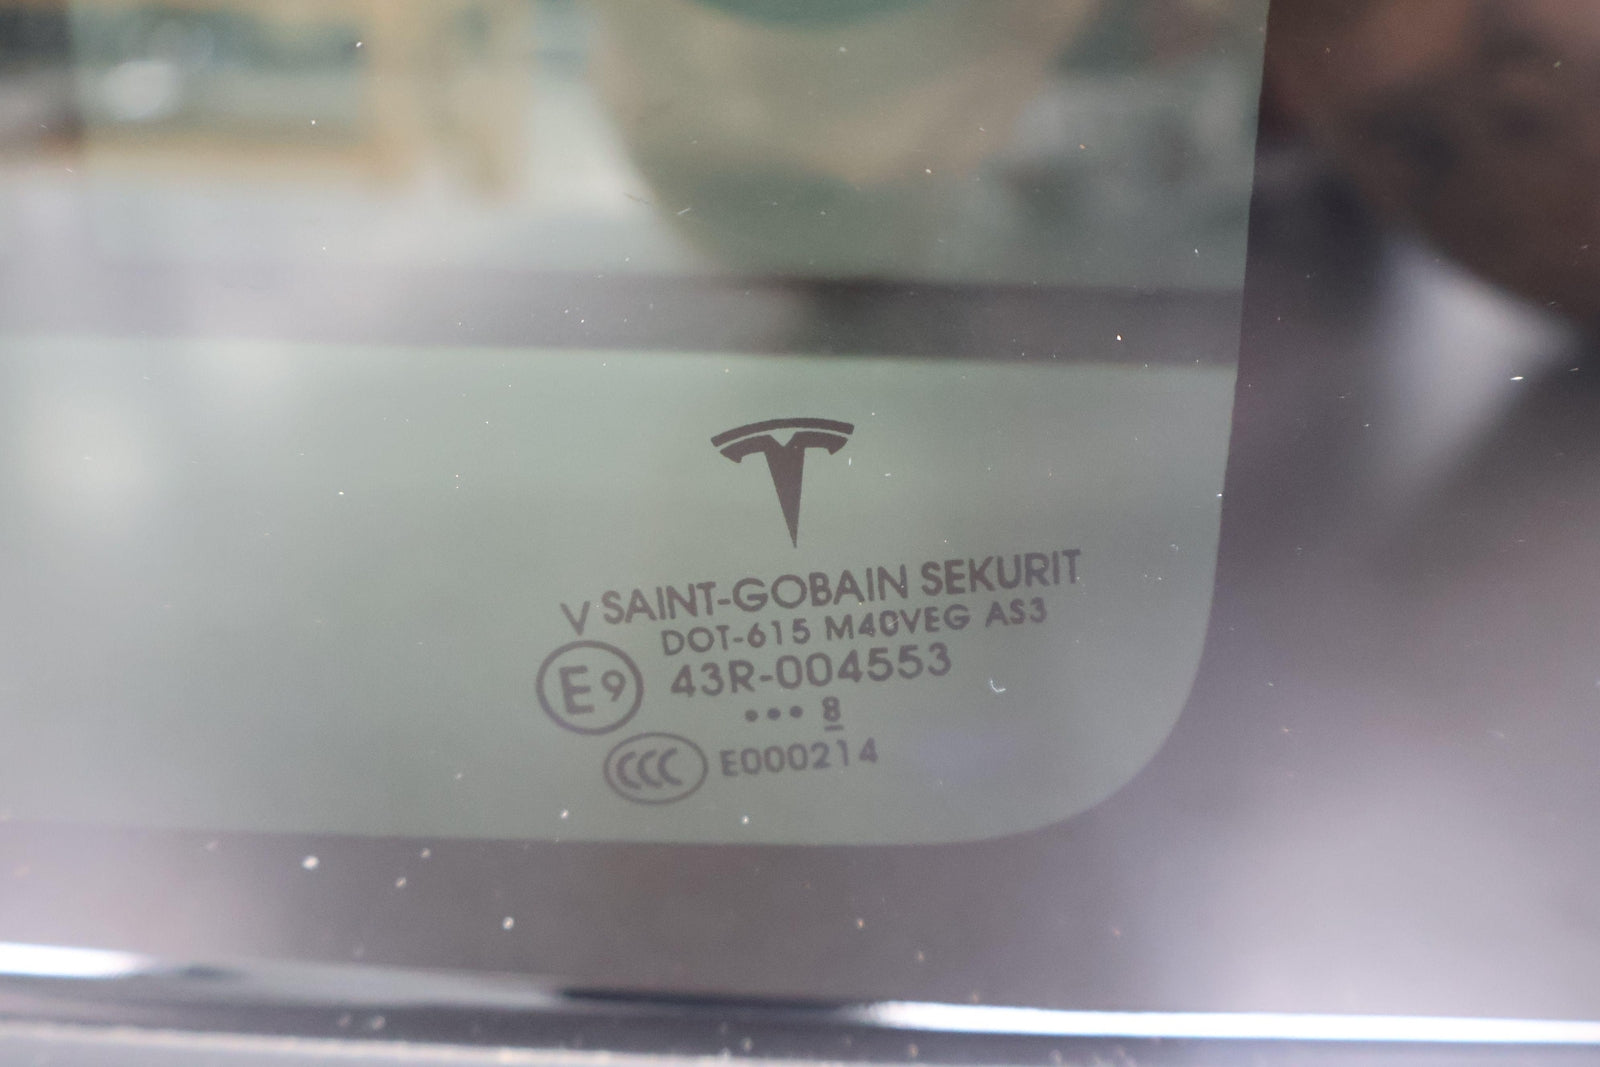 V SAINT-GOBAIN SEKURIT
DOT-615 M40VEG AS3
E9 43R-004553
••• 8
CCC E000214